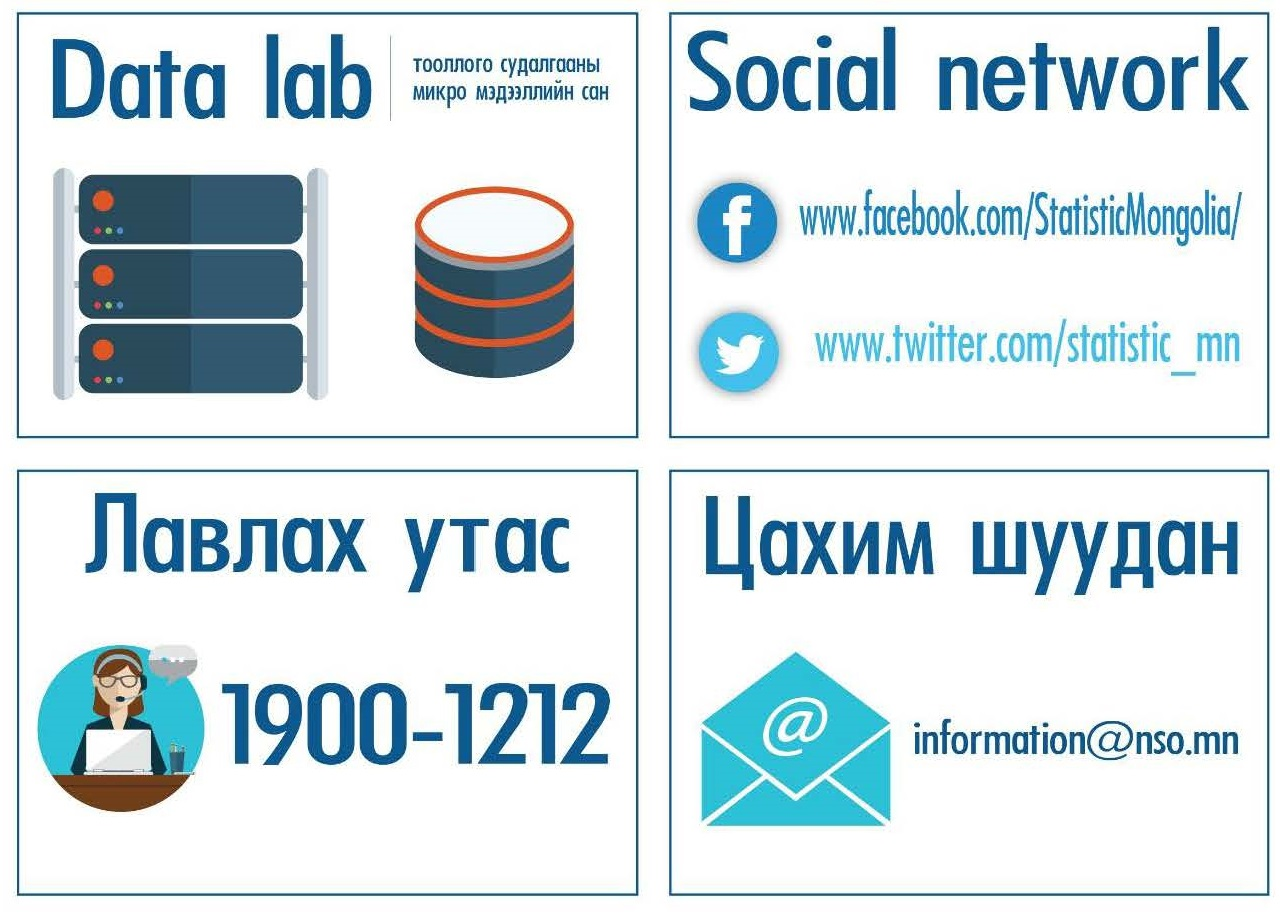 Data lab
тооллого судалгааны
микро мэдээллийн сан
Social network
www.facebook.com/StatisticMongolia/
www.twitter.com/statistic_mn
Лавлах утас
1900-1212
Цахим шуудан
@
information@nso.mn